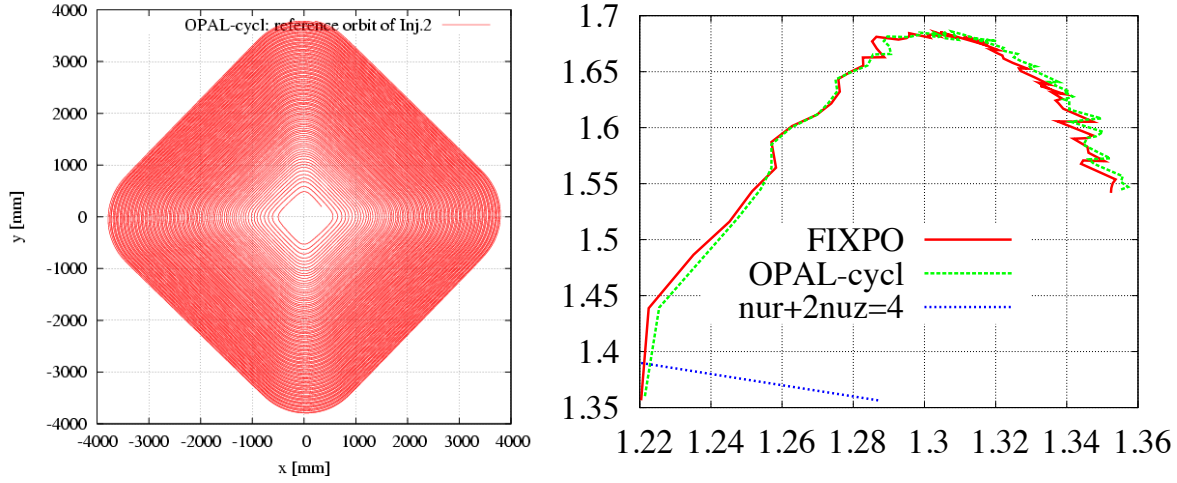 OPAL-cycl: reference orbit of Inj.2
4000
3000
2000
1000
0
-1000
-2000
-3000
-4000
y [mm]
-4000 -3000 -2000 -1000 0 1000 2000 3000 4000
x [mm]
1.7
1.65
1.6
1.55
1.5
1.45
1.4
1.35
FIXPO
OPAL-cycl
nur+2nuz=4
1.22 1.24 1.26 1.28 1.3 1.32 1.34 1.36